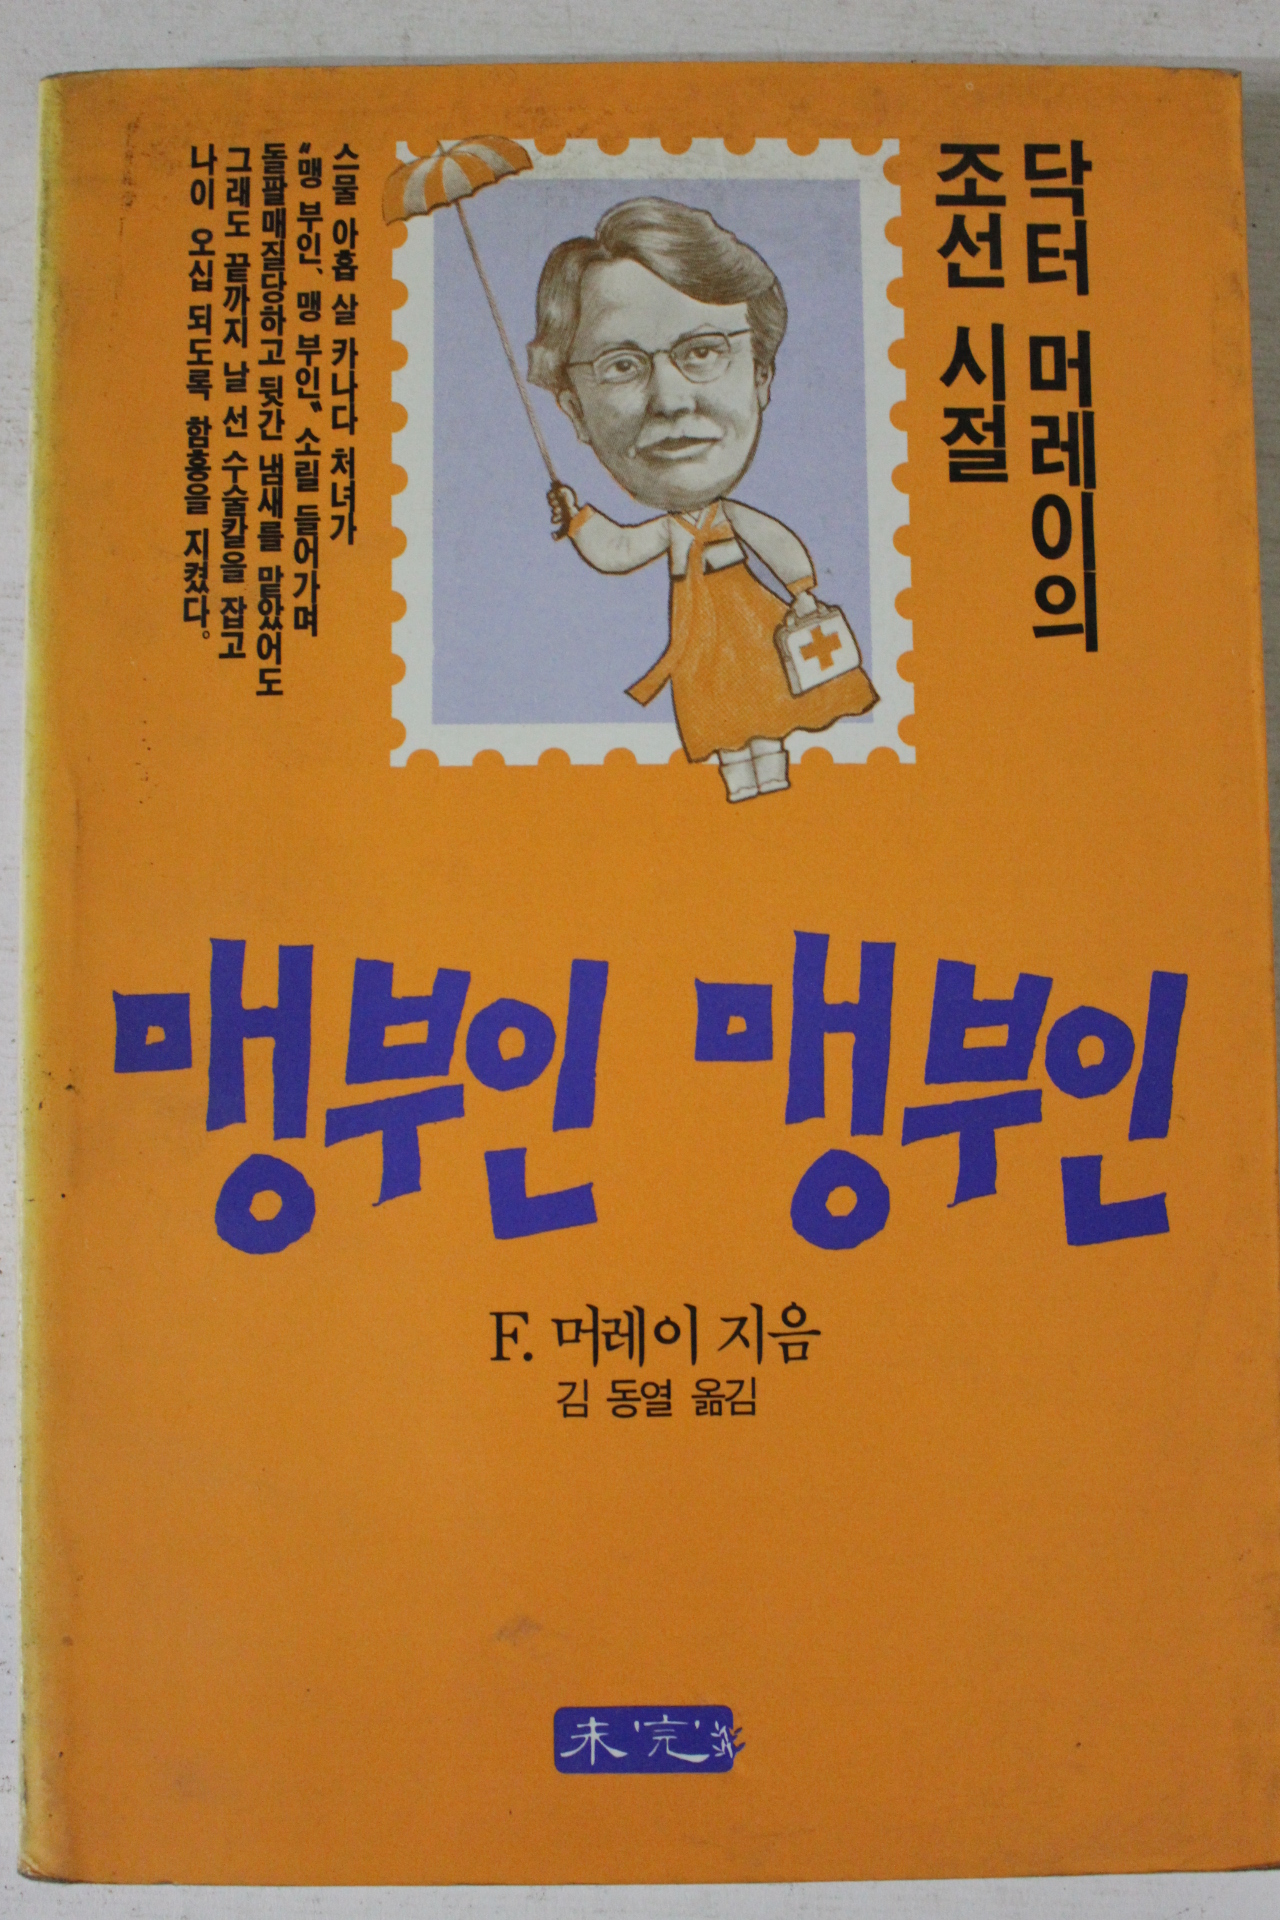 닥터 머레이의
조선 시절
스물 아홉 살 카나다 처녀가
“맹 부인、맹 부인” 소릴 들어가며
돌팔매질당하고 뒷간 냄새를 맡았어도
그래도 끝까지 날 선 수술칼을 잡고
나이 오십 되도록 함흥을 지켰다。
맹부인 맹부인
F. 머레이 지음
김 동열 옮김
未完